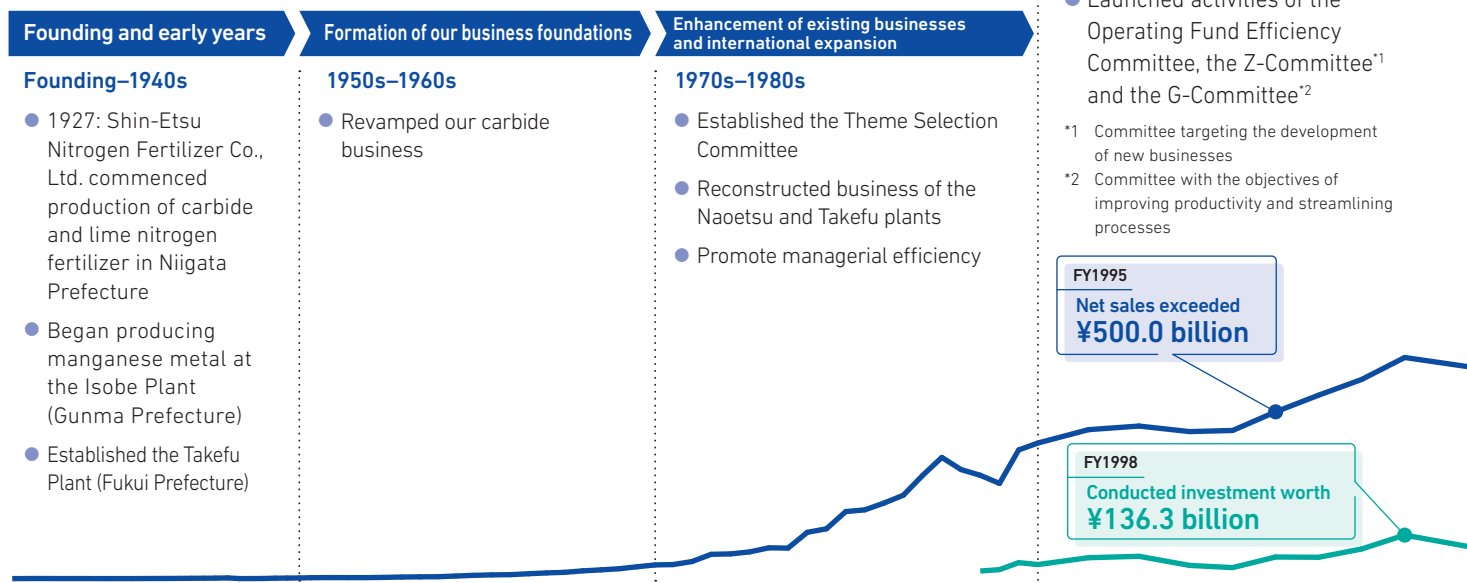 Founding and early years
Founding–1940s
● 1927: Shin-Etsu
Nitrogen Fertilizer Co.,
Ltd. commenced
production of carbide
and lime nitrogen
fertilizer in Niigata
Prefecture
● Began producing
manganese metal at
the Isobe Plant
(Gunma Prefecture)
● Established the Takefu
Plant (Fukui Prefecture)
Formation of our business foundations
1950s–1960s
● Revamped our carbide
business
Enhancement of existing businesses
and international expansion
1970s–1980s
● Established the Theme Selection
Committee
● Reconstructed business of the
Naoetsu and Takefu plants
● Promote managerial efficiency
● Launched activities of the
Operating Fund Efficiency
Committee, the Z-Committee*1
and the G-Committee*2
*1 Committee targeting the development
of new businesses
*2 Committee with the objectives of
improving productivity and streamlining
processes
FY1995
Net sales exceeded
¥500.0 billion
FY1998
Conducted investment worth
¥136.3 billion